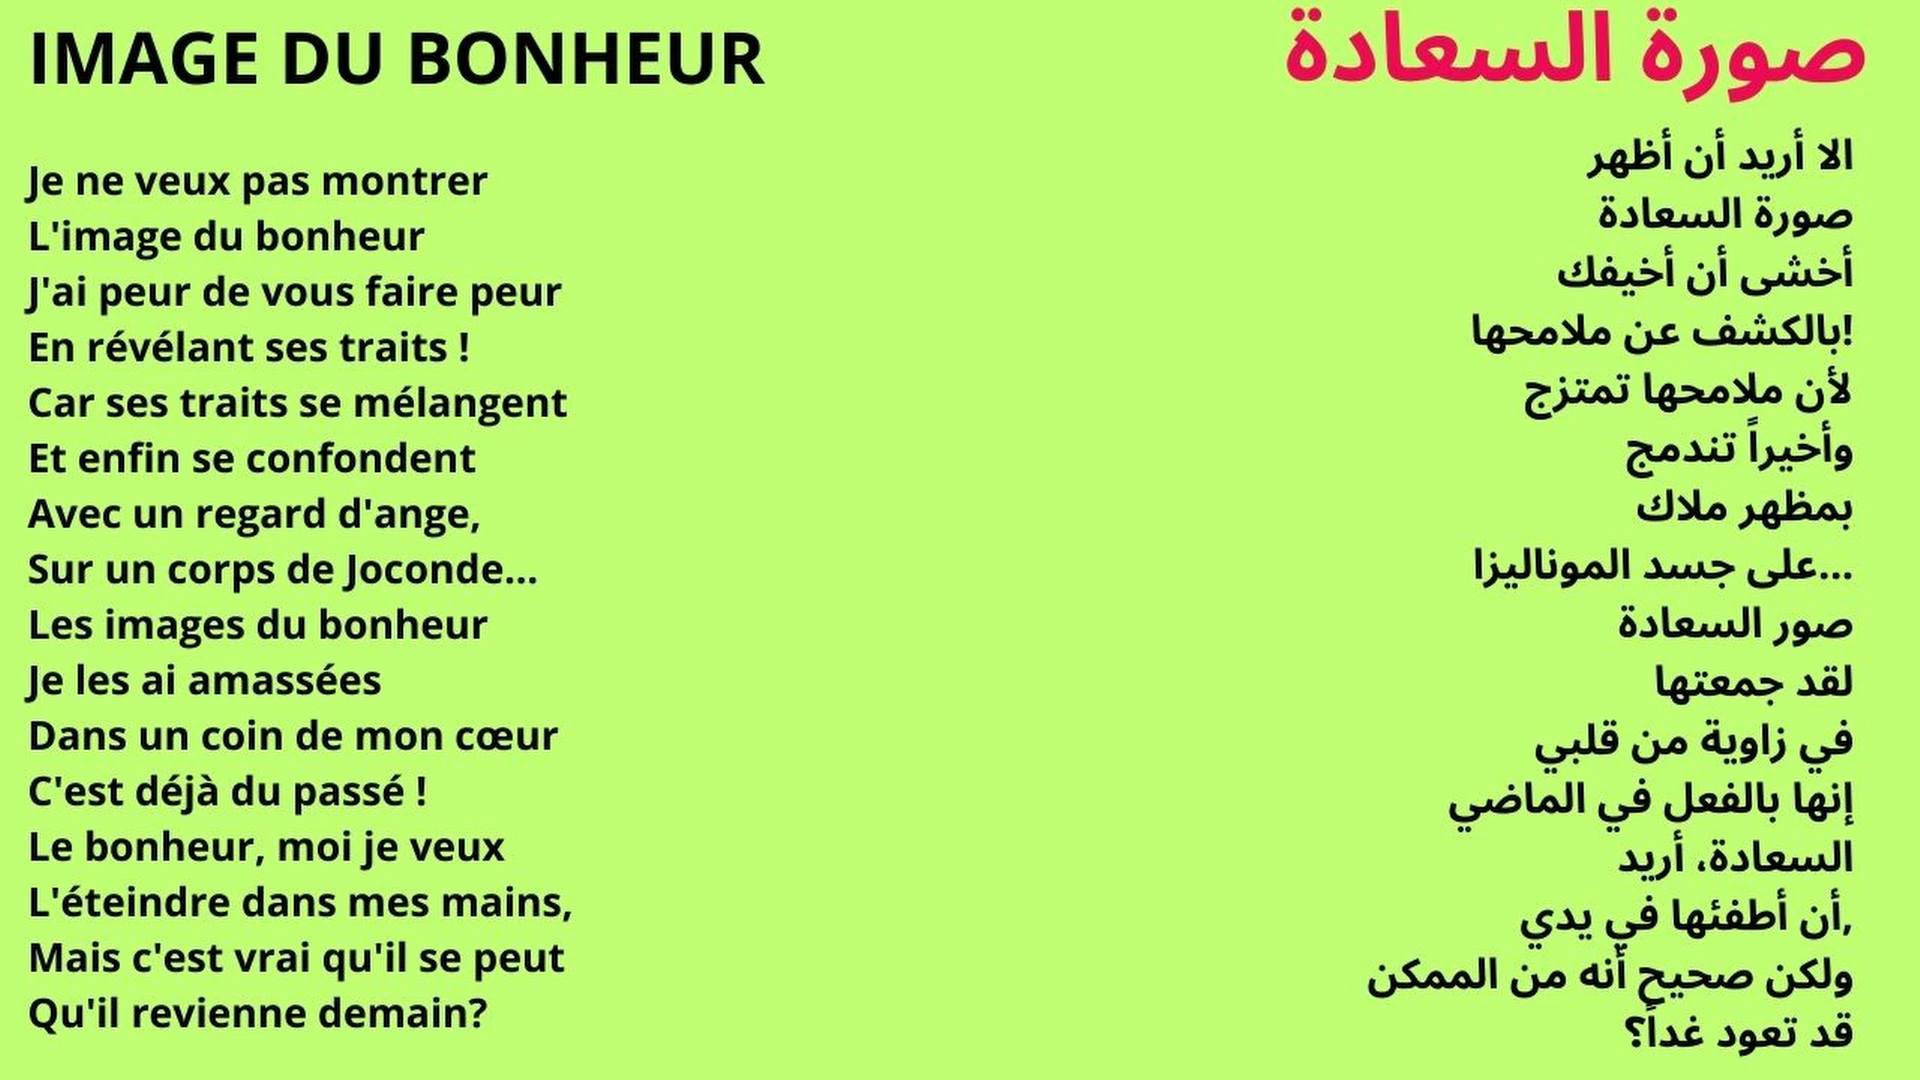 IMAGE DU BONHEUR
Je ne veux pas montrer
L'image du bonheur
J'ai peur de vous faire peur
En révélant ses traits !
Car ses traits se mélangent
Et enfin se confondent
Avec un regard d'ange,
Sur un corps de Joconde...
Les images du bonheur
Je les ai amassées
Dans un coin de mon cœur
C'est déjà du passé !
Le bonheur, moi je veux
L'éteindre dans mes mains,
Mais c'est vrai qu'il se peut
Qu'il revienne demain?
صورة السعادة
الا أريد أن أظهر
صورة السعادة
أخشى أن أخيفك
!بالكشف عن ملامحها
لأن ملامحها تمتزج
وأخيراً تندمج
بمظهر ملاك
...على جسد الموناليزا
صور السعادة
لقد جمعتها
في زاوية من قلبي
إنها بالفعل في الماضي
السعادة، أريد
,أن أطفئها في يدي
ولكن صحيح أنه من الممكن
قد تعود غداً؟